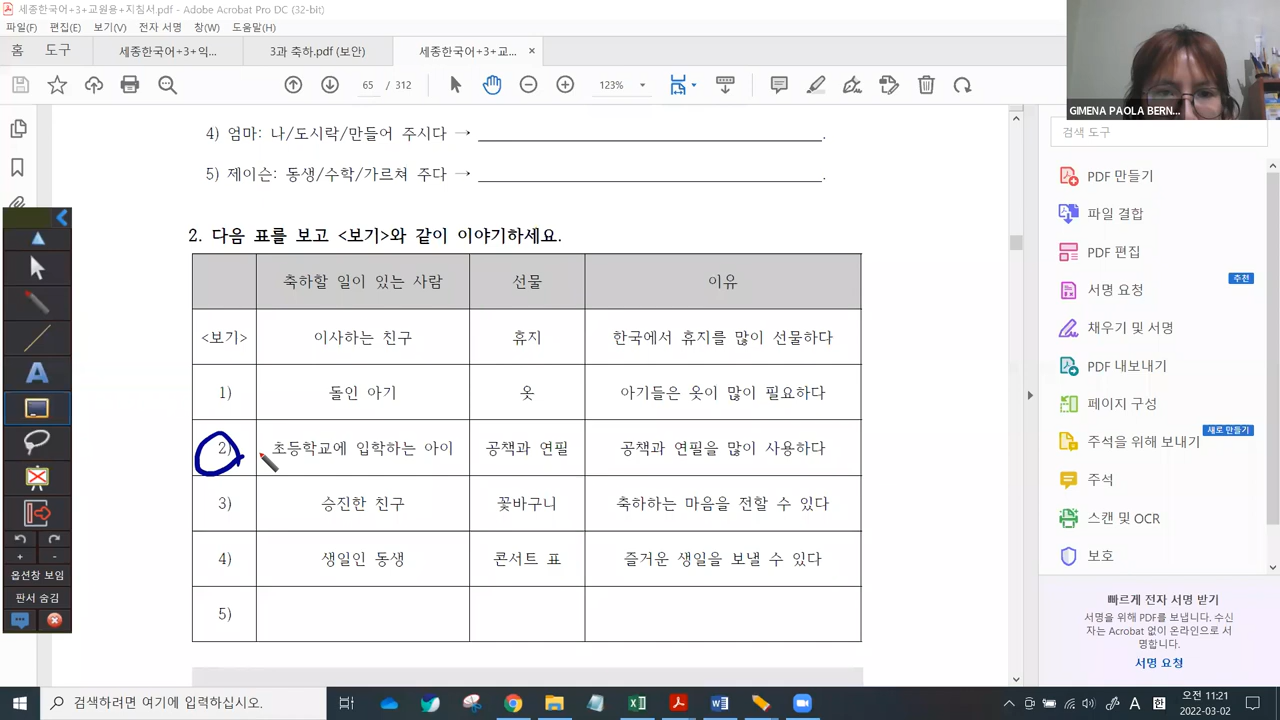 세종한국어+3+교원용+지침서.pdf - Adobe Acrobat Pro DC (32-bit)
파일(F) 편집(E) 보기(V) 전자 서명 창(W) 도움말(H)
홈 도구 세종한국어+3+익... 3과 축하.pdf (보안) 세종한국어+3+교... ×
65 / 312 123%
GIMENA PAOLA BERN...
검색 도구
4) 엄마: 나/도시락/만들어 주시다 → ______.
5) 제이슨: 동생/수학/가르쳐 주다 → ______.
2. 다음 표를 보고 <보기>와 같이 이야기하세요.
축하할 일이 있는 사람 선물 이유
<보기> 이사하는 친구 휴지 한국에서 휴지를 많이 선물하다
1) 돌인 아기 옷 아기들은 옷이 많이 필요하다
2) 초등학교에 입학하는 아이 공책과 연필 공책과 연필을 많이 사용하다
3) 승진한 친구 꽃바구니 축하하는 마음을 전할 수 있다
4) 생일인 동생 콘서트 표 즐거운 생일을 보낼 수 있다
5)
PDF 만들기
파일 결합
PDF 편집
추천
서명 요청
채우기 및 서명
PDF 내보내기
페이지 구성
새로 만들기
주석을 위해 보내기
주석
스캔 및 OCR
보호
빠르게 전자 서명 받기
서명을 위해 PDF를 보냅니다. 수신
자는 Acrobat 없이 온라인으로 서
명합니다.
서명 요청
A
+ -
옵션창 보임
판서 숨김
검색하려면 여기에 입력하십시오.
A 한
오전 11:21
2022-03-02